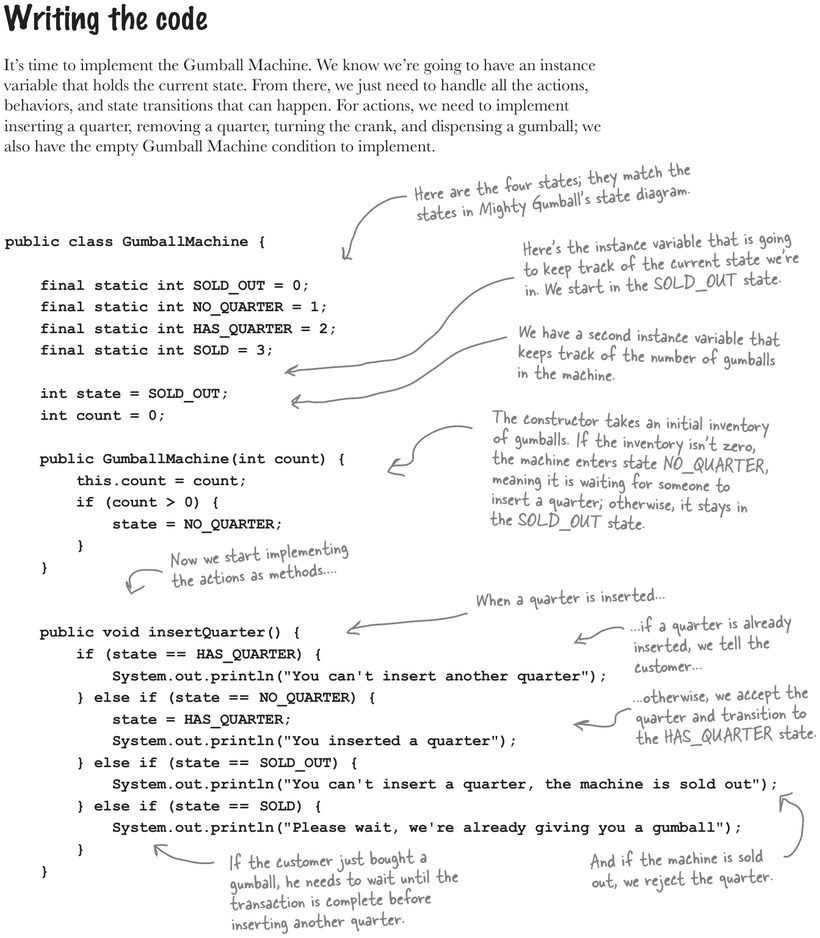 Writing the code
It's time to implement the Gumball Machine. We know we're going to have an instance
variable that holds the current state. From there, we just need to handle all the actions,
behaviors, and state transitions that can happen. For actions, we need to implement
inserting a quarter, removing a quarter, turning the crank, and dispensing a gumball; we
also have the empty Gumball Machine condition to implement.
Here are the four states; they match the
states in Mighty Gumball's state diagram.
public class GumballMachine {
final static int SOLD_OUT = 0;
final static int NO_QUARTER = 1;
final static int HAS_QUARTER = 2;
final static int SOLD = 3;
Here's the instance variable that is going
to keep track of the current state we're
in. We start in the SOLD_OUT state.
int state = SOLD_OUT;
int count = 0;
We have a second instance variable that
keeps track of the number of gumballs
in the machine.
public GumballMachine(int count) {
this.count = count;
if (count > 0) {
state = NO_QUARTER;
}
}
The constructor takes an initial inventory
of gumballs. If the inventory isn't zero,
the machine enters state NO_QUARTER,
meaning it is waiting for someone to
insert a quarter; otherwise, it stays in
the SOLD_OUT state.
Now we start implementing
the actions as methods....
When a quarter is inserted...
public void insertQuarter() {
if (state == HAS_QUARTER) {
System.out.println("You can't insert another quarter");
} else if (state == NO_QUARTER) {
state = HAS_QUARTER;
System.out.println("You inserted a quarter");
} else if (state == SOLD_OUT) {
System.out.println("You can't insert a quarter, the machine is sold out");
} else if (state == SOLD) {
System.out.println("Please wait, we're already giving you a gumball");
}
}
...if a quarter is already
inserted, we tell the
customer...
...otherwise, we accept the
quarter and transition to
the HAS_QUARTER state.
If the customer just bought a
gumball, he needs to wait until the
transaction is complete before
inserting another quarter.
And if the machine is sold
out, we reject the quarter.